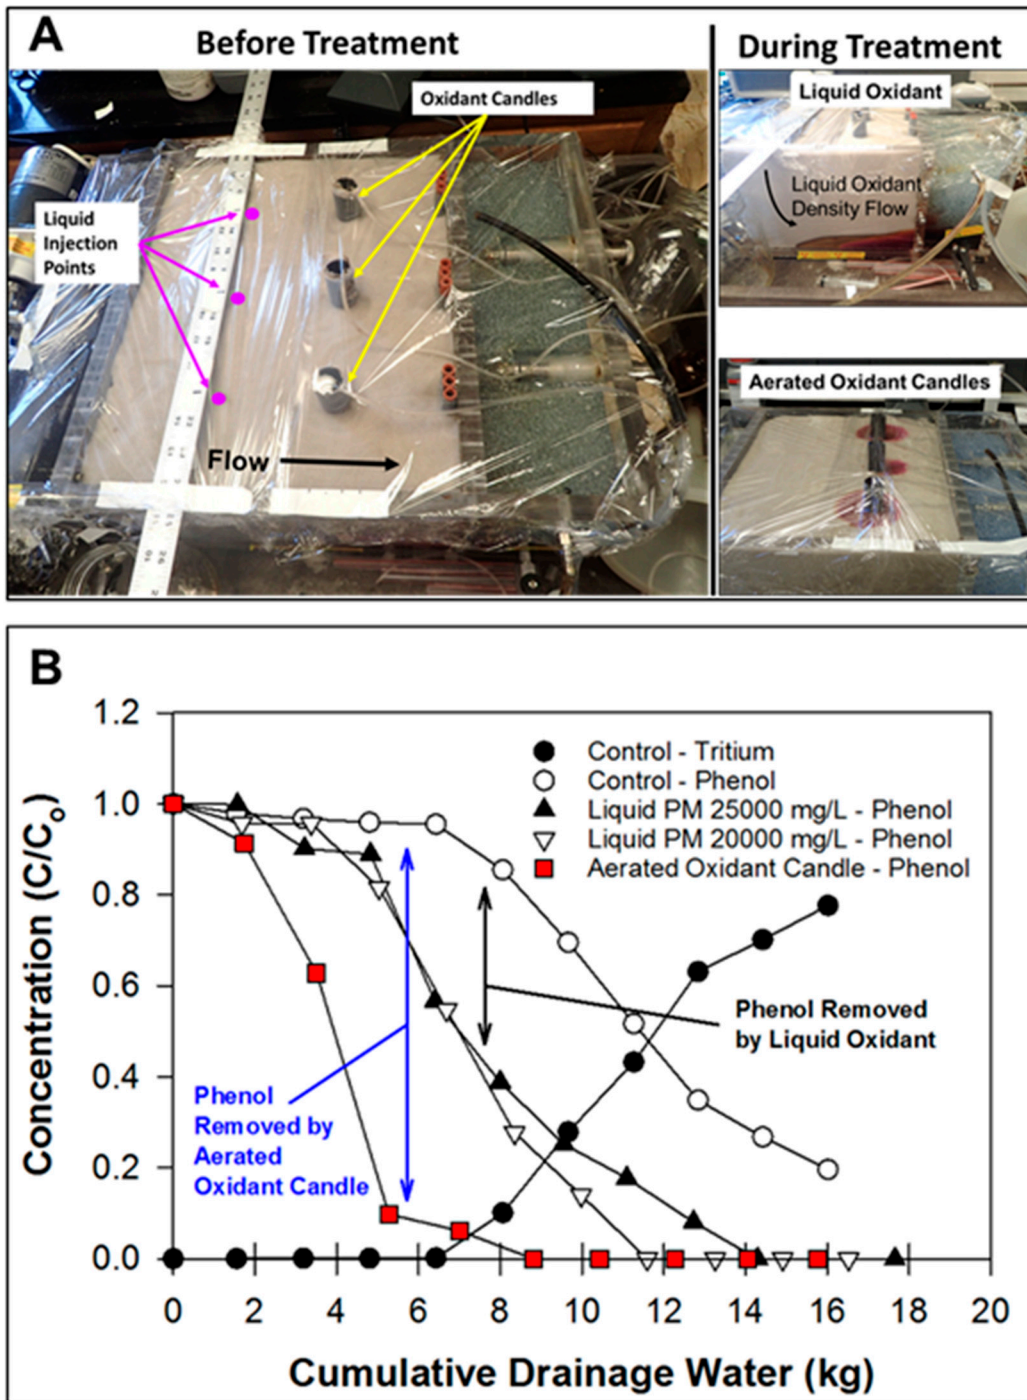 A
Before Treatment
During Treatment
Oxidant Candles
Liquid
Injection
Points
Flow
Liquid Oxidant
Liquid Oxidant
Density Flow
Aerated Oxidant Candles
B
Concentration (C/Co)
1.2
1.0
0.8
0.6
0.4
0.2
0.0
Control - Tritium
Control - Phenol
Liquid PM 25000 mg/L - Phenol
Liquid PM 20000 mg/L - Phenol
Aerated Oxidant Candle - Phenol
Phenol Removed
by Liquid Oxidant
Phenol
Removed by
Aerated
Oxidant Candle
0 2 4 6 8 10 12 14 16 18 20
Cumulative Drainage Water (kg)